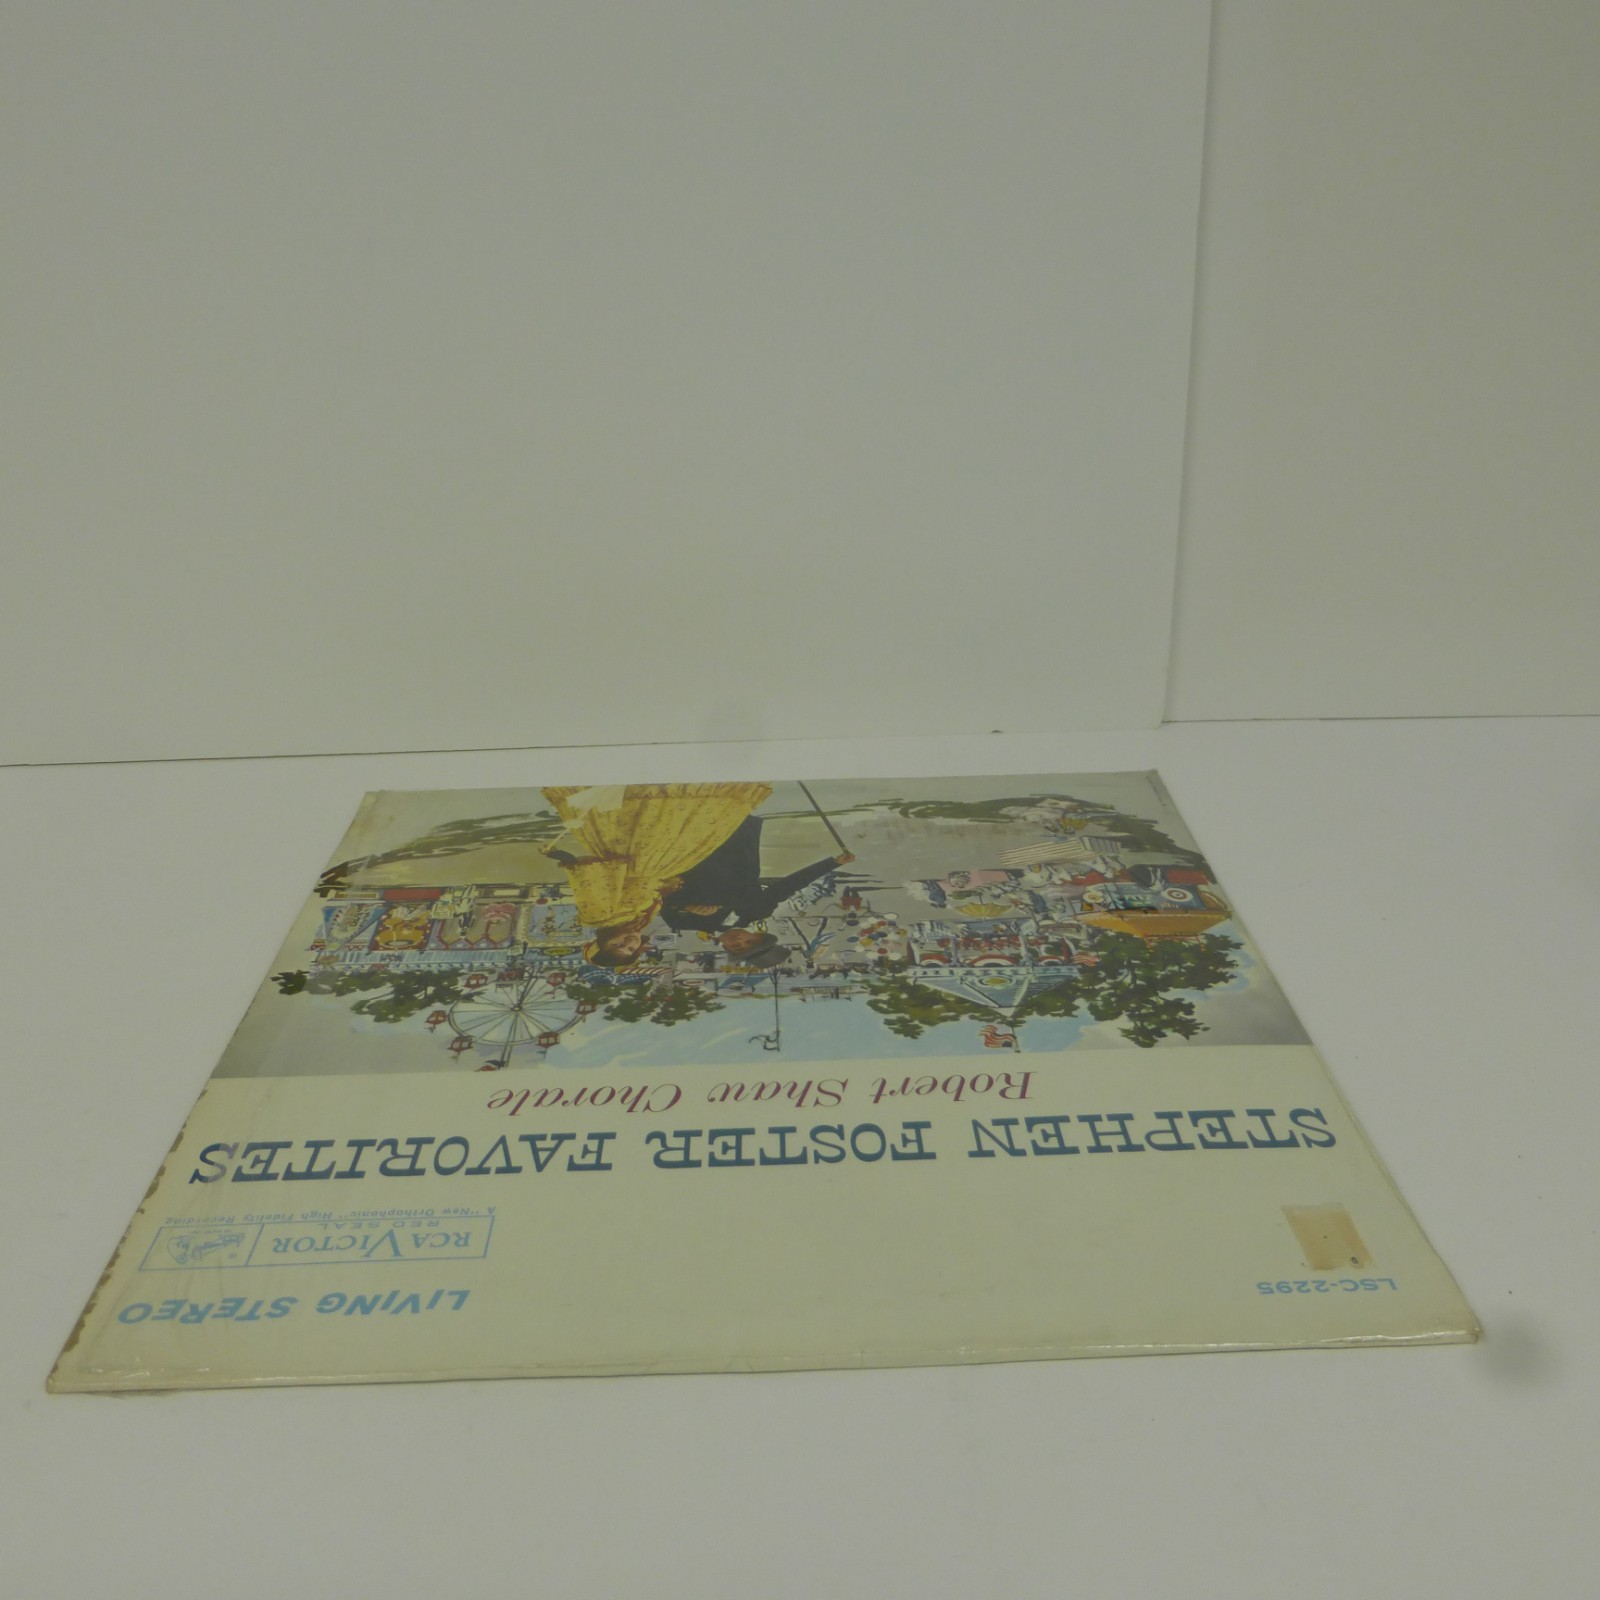 LSC-2295
LIVING STEREO
RCA VICTOR
RED SEAL
A "New Orthophonic" High Fidelity Recording
STEPHEN FOSTER FAVORITES
Robert Shaw Chorale